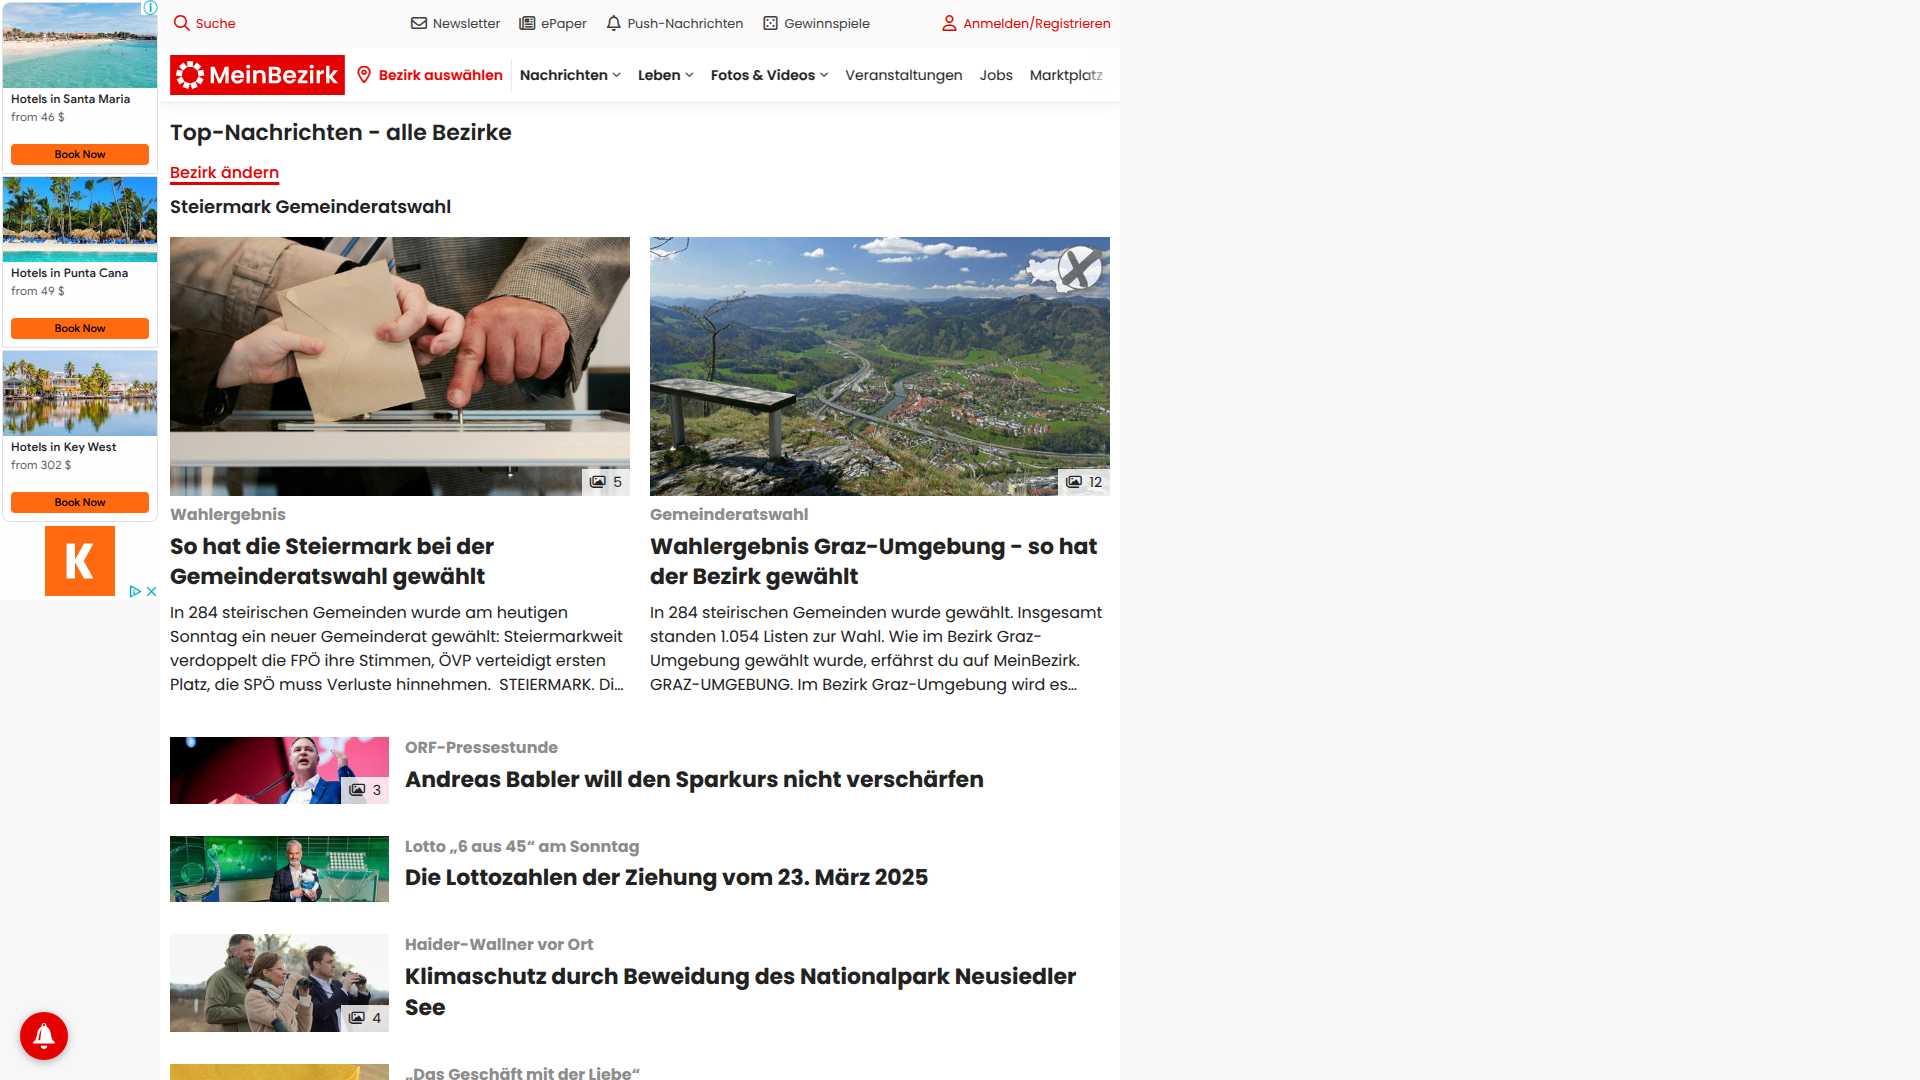 Suche
Newsletter
ePaper
Push-Nachrichten
Gewinnspiele
Anmelden/Registrieren
MeinBezirk
Bezirk auswählen
Nachrichten
Leben
Fotos & Videos
Veranstaltungen
Jobs
Marktplatz
Hotels in Santa Maria
from 46 $
Book Now
Hotels in Punta Cana
from 49 $
Book Now
Hotels in Key West
from 302 $
Book Now
K
Top-Nachrichten - alle Bezirke
Bezirk ändern
Steiermark Gemeinderatswahl
5
Wahlergebnis
So hat die Steiermark bei der
Gemeinderatswahl gewählt
In 284 steirischen Gemeinden wurde am heutigen
Sonntag ein neuer Gemeinderat gewählt: Steiermarkweit
verdoppelt die FPÖ ihre Stimmen, ÖVP verteidigt ersten
Platz, die SPÖ muss Verluste hinnehmen. STEIERMARK. Di...
12
Gemeinderatswahl
Wahlergebnis Graz-Umgebung - so hat
der Bezirk gewählt
In 284 steirischen Gemeinden wurde gewählt. Insgesamt
standen 1.054 Listen zur Wahl. Wie im Bezirk Graz-
Umgebung gewählt wurde, erfährst du auf MeinBezirk.
GRAZ-UMGEBUNG. Im Bezirk Graz-Umgebung wird es...
3
ORF-Pressestunde
Andreas Babler will den Sparkurs nicht verschärfen
Lotto „6 aus 45“ am Sonntag
Die Lottozahlen der Ziehung vom 23. März 2025
4
Haider-Wallner vor Ort
Klimaschutz durch Beweidung des Nationalpark Neusiedler
See
„Das Geschäft mit der Liebe“